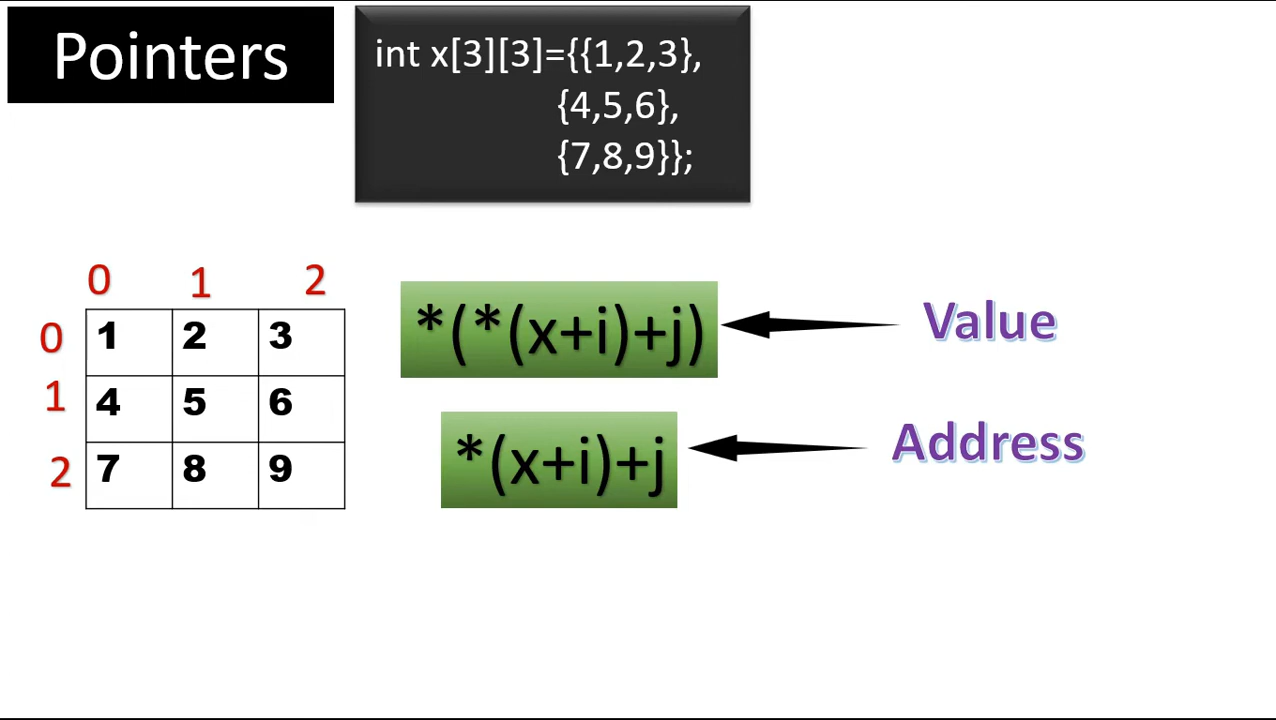 Pointers
int x[3][3]={{1,2,3},
{4,5,6},
{7,8,9}};
0 1 2
0 1 2 3
1 4 5 6
2 7 8 9
*(*(x+i)+j)
Value
*(x+i)+j
Address